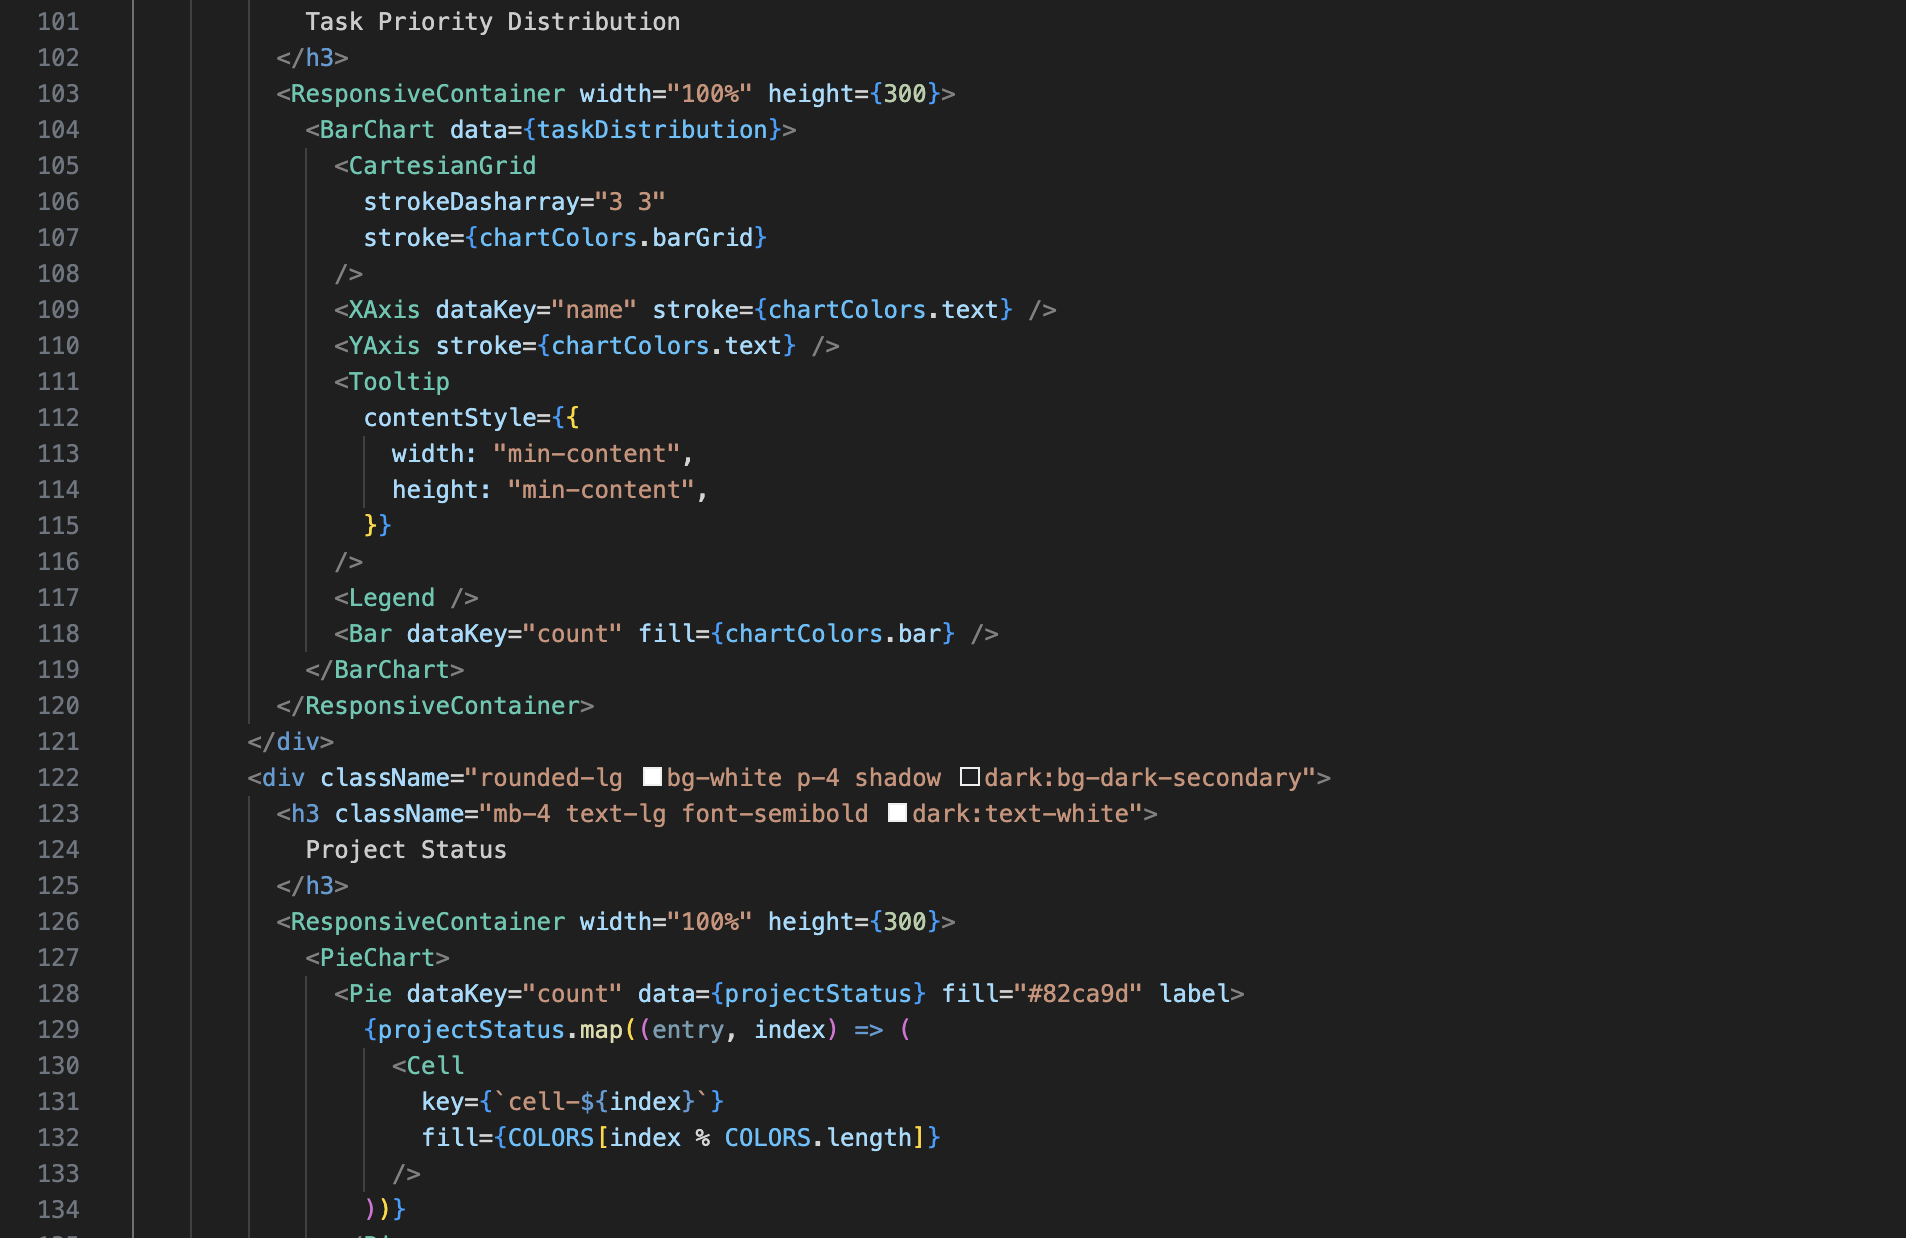 101 Task Priority Distribution
102 </h3>
103 <ResponsiveContainer width="100%" height={300}>
104 <BarChart data={taskDistribution}>
105 <CartesianGrid
106 strokeDasharray="3 3"
107 stroke={chartColors.barGrid}
108 />
109 <XAxis dataKey="name" stroke={chartColors.text} />
110 <YAxis stroke={chartColors.text} />
111 <Tooltip
112 contentStyle={{
113 width: "min-content",
114 height: "min-content",
115 }}
116 />
117 <Legend />
118 <Bar dataKey="count" fill={chartColors.bar} />
119 </BarChart>
120 </ResponsiveContainer>
121 </div>
122 <div className="rounded-lg bg-white p-4 shadow dark:bg-dark-secondary">
123 <h3 className="mb-4 text-lg font-semibold dark:text-white">
124 Project Status
125 </h3>
126 <ResponsiveContainer width="100%" height={300}>
127 <PieChart>
128 <Pie dataKey="count" data={projectStatus} fill="#82ca9d" label>
129 {projectStatus.map((entry, index) => (
130 <Cell
131 key={`cell-${index}`}
132 fill={COLORS[index % COLORS.length]}
133 />
134 ))}